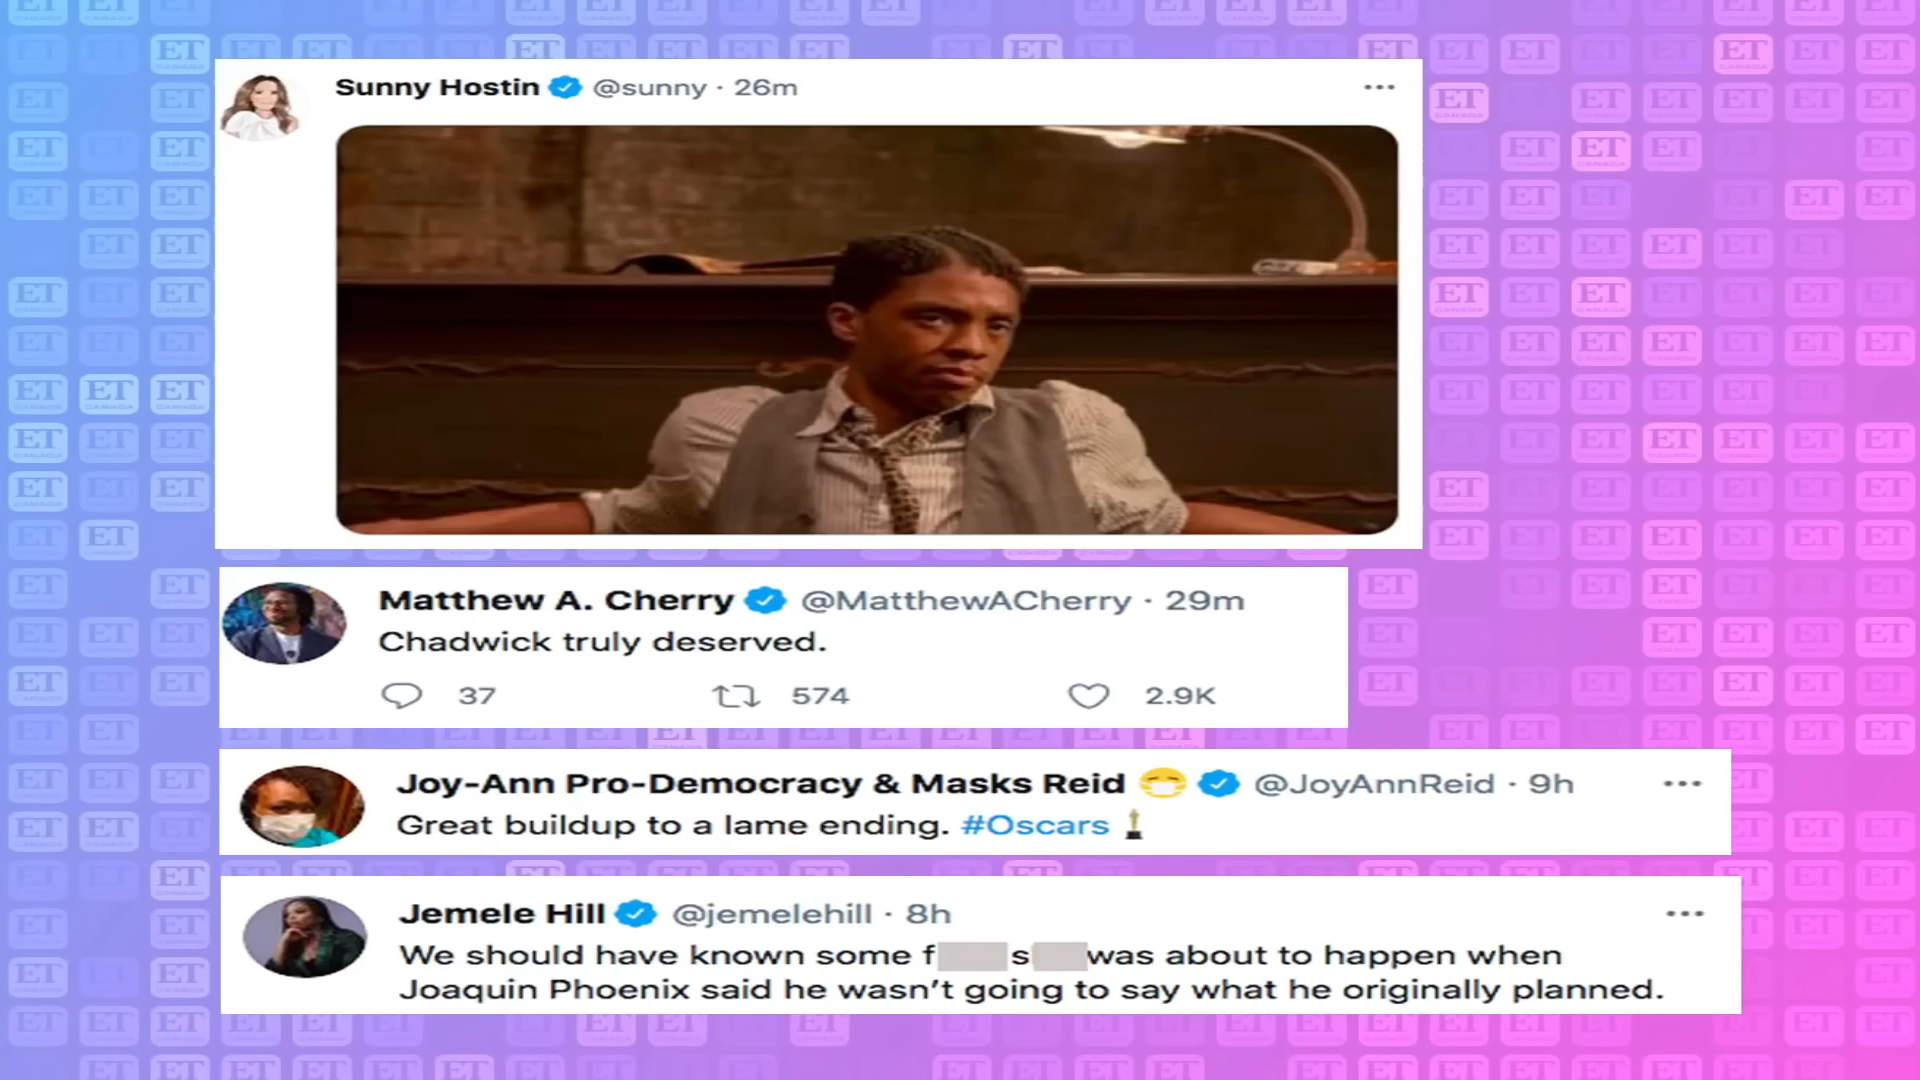 Sunny Hostin @sunny · 26m
Matthew A. Cherry @MatthewACherry · 29m
Chadwick truly deserved.
37 574 2.9K
Joy-Ann Pro-Democracy & Masks Reid 😷 @JoyAnnReid · 9h
Great buildup to a lame ending. #Oscars
Jemele Hill @jemelehill · 8h
We should have known some f s was about to happen when
Joaquin Phoenix said he wasn't going to say what he originally planned.
ET CANADA